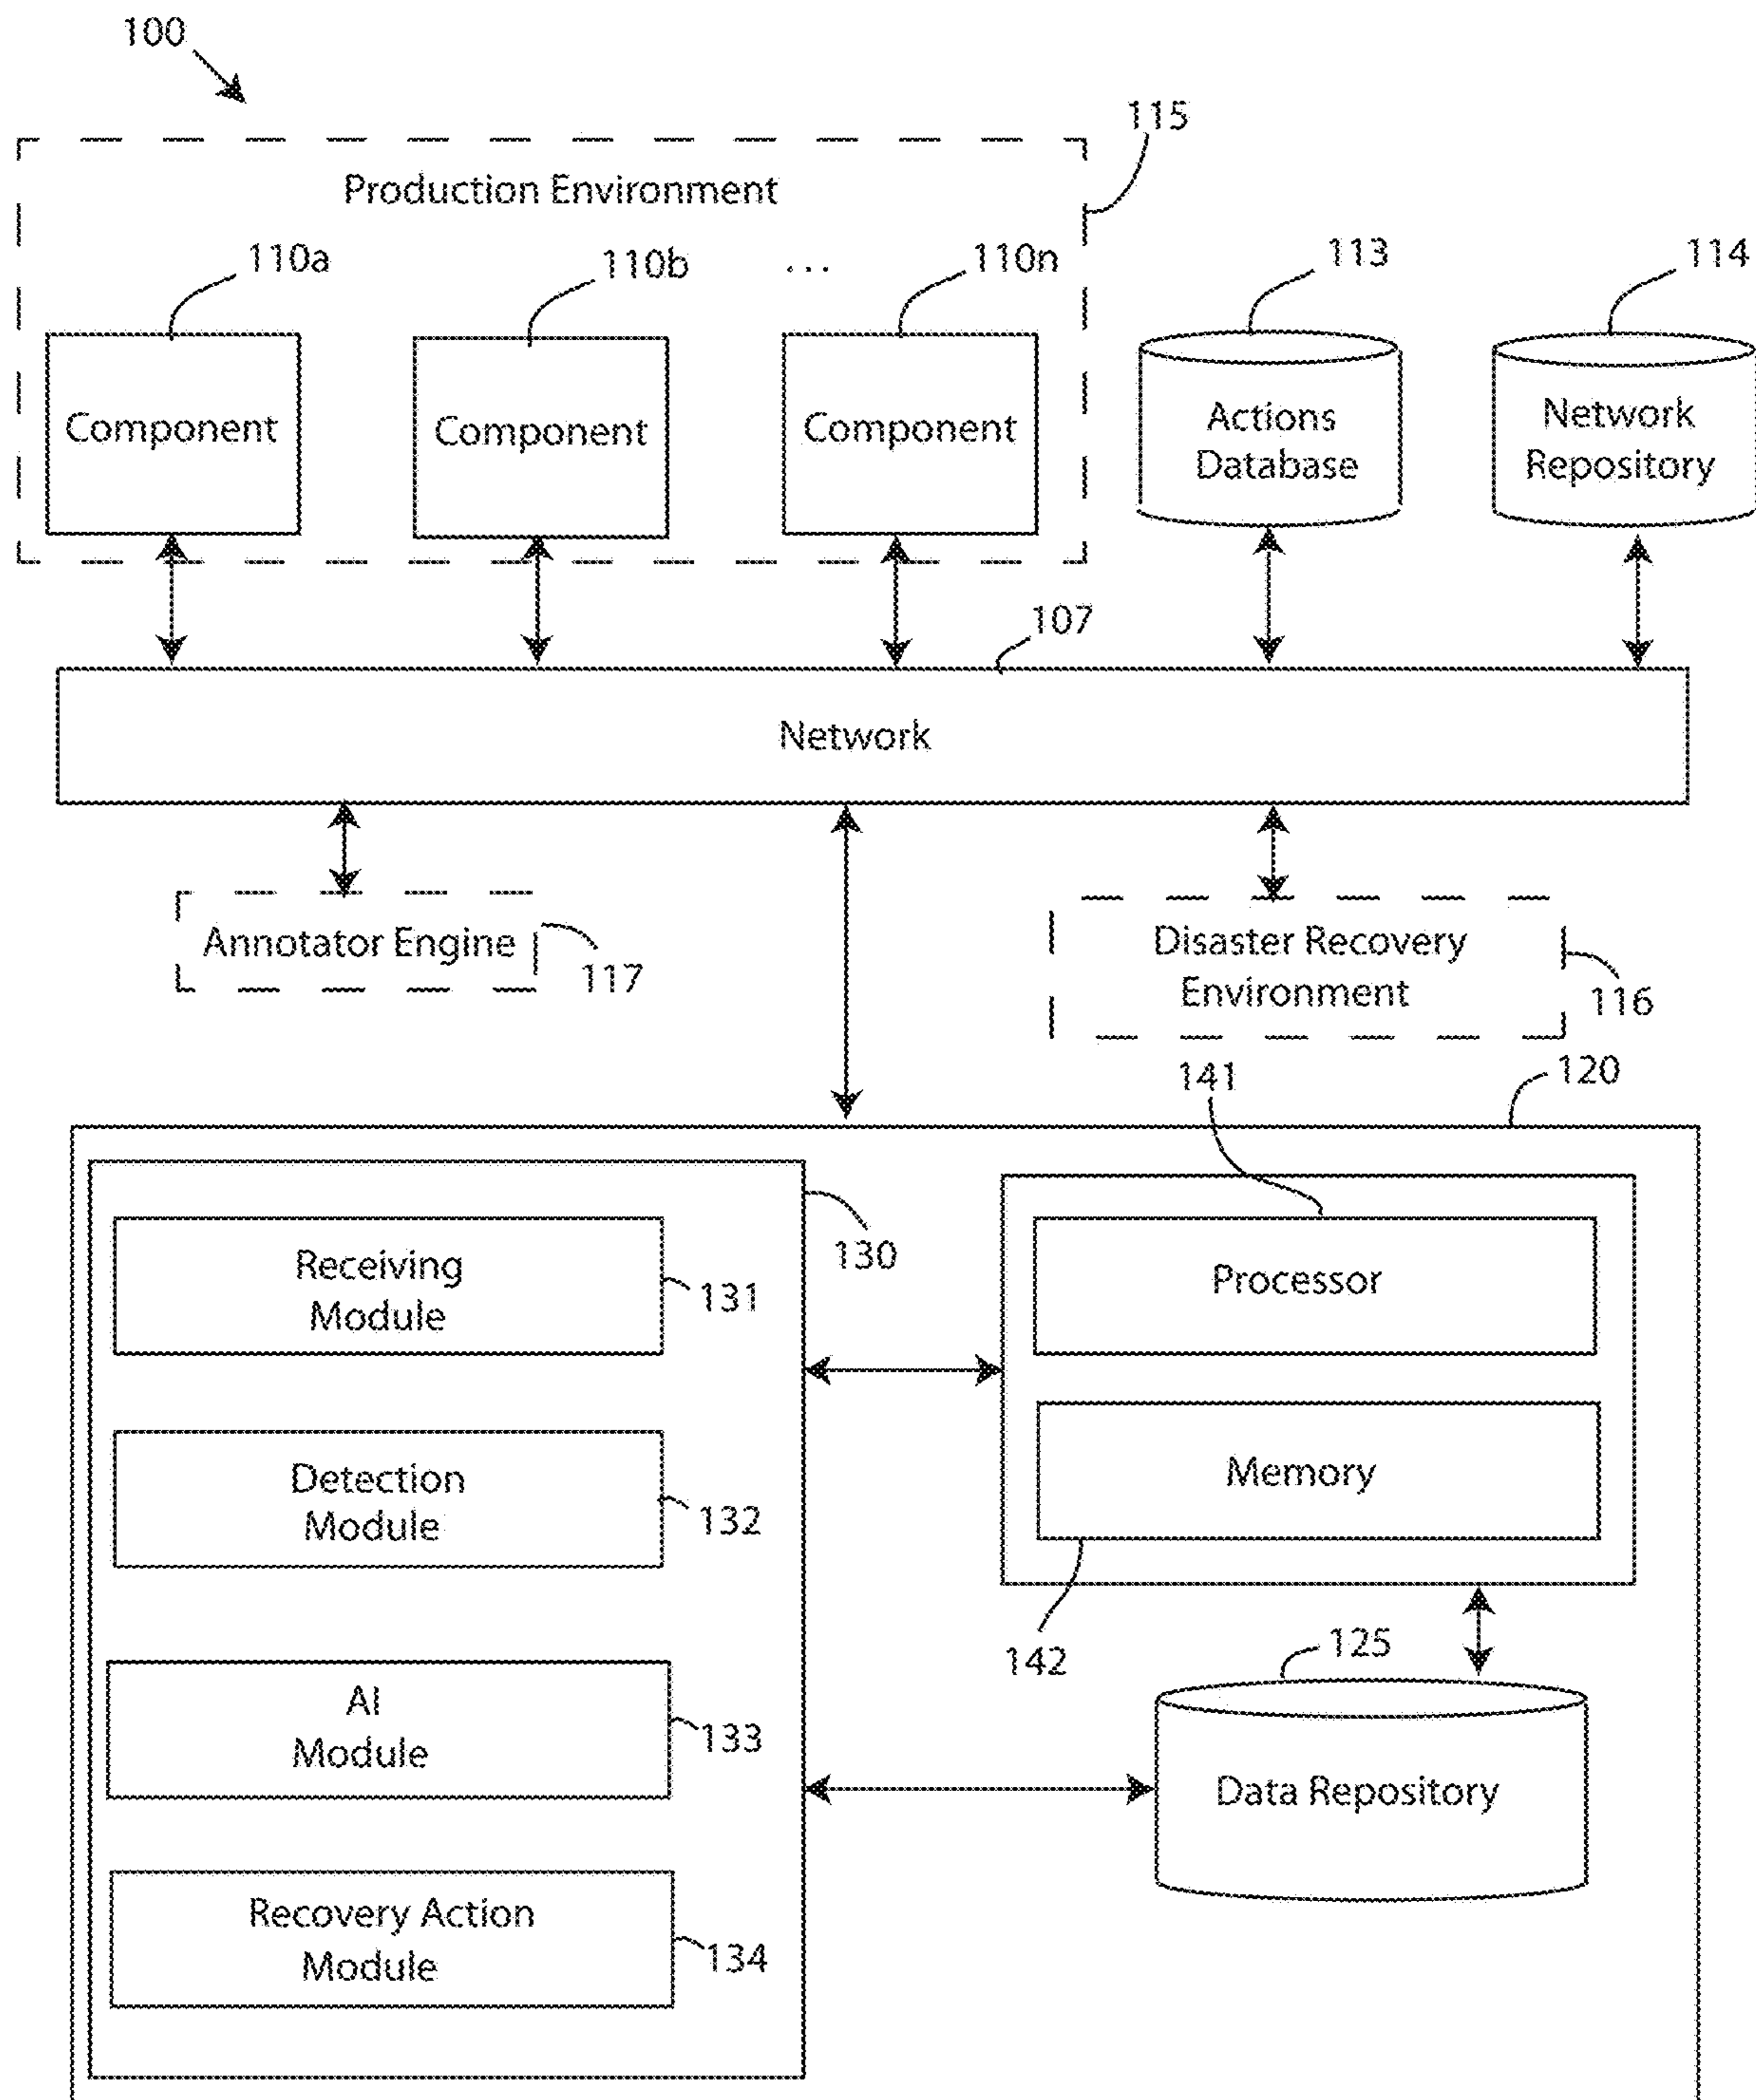 100
115
Production Environment
110a
110b
...
110n
113
114
Component
Component
Component
Actions
Database
Network
Repository
107
Network
Annotator Engine
117
Disaster Recovery
Environment
116
120
141
130
Receiving
Module
131
Processor
Detection
Module
132
Memory
142
125
AI
Module
133
Data Repository
Recovery Action
Module
134